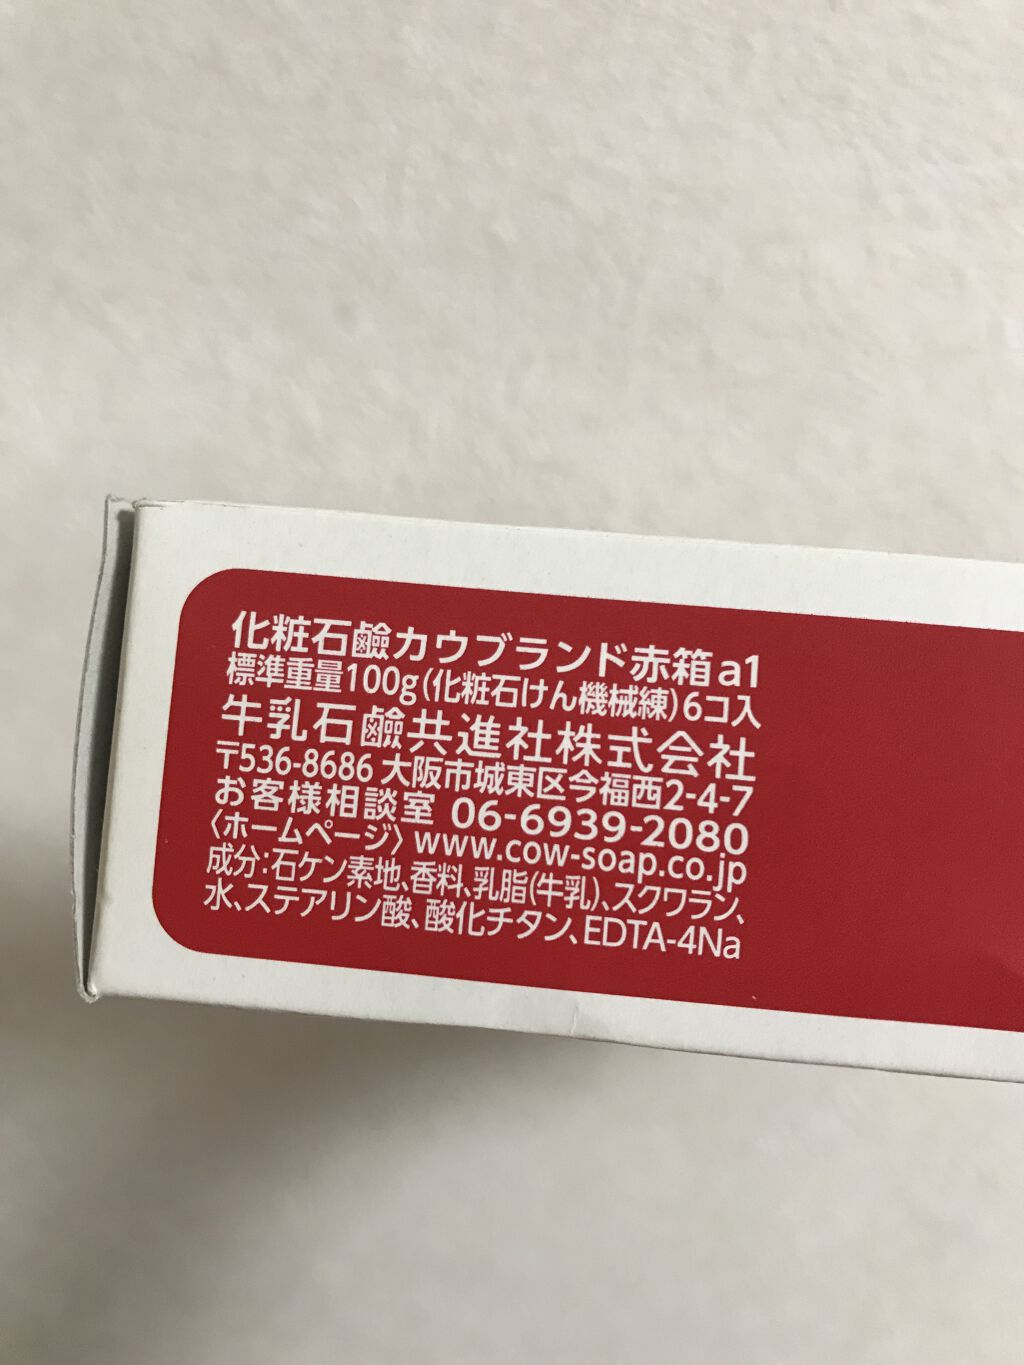 化粧石鹼カウブランド赤箱a1
標準重量100g(化粧石けん機械練)6コ入
牛乳石鹼共進社株式会社
〒536-8686 大阪市城東区今福西2-4-7
お客様相談室 06-6939-2080
〈ホームページ〉www.cow-soap.co.jp
成分:石ケン素地、香料、乳脂(牛乳)、スクワラン、
水、ステアリン酸、酸化チタン、EDTA-4Na